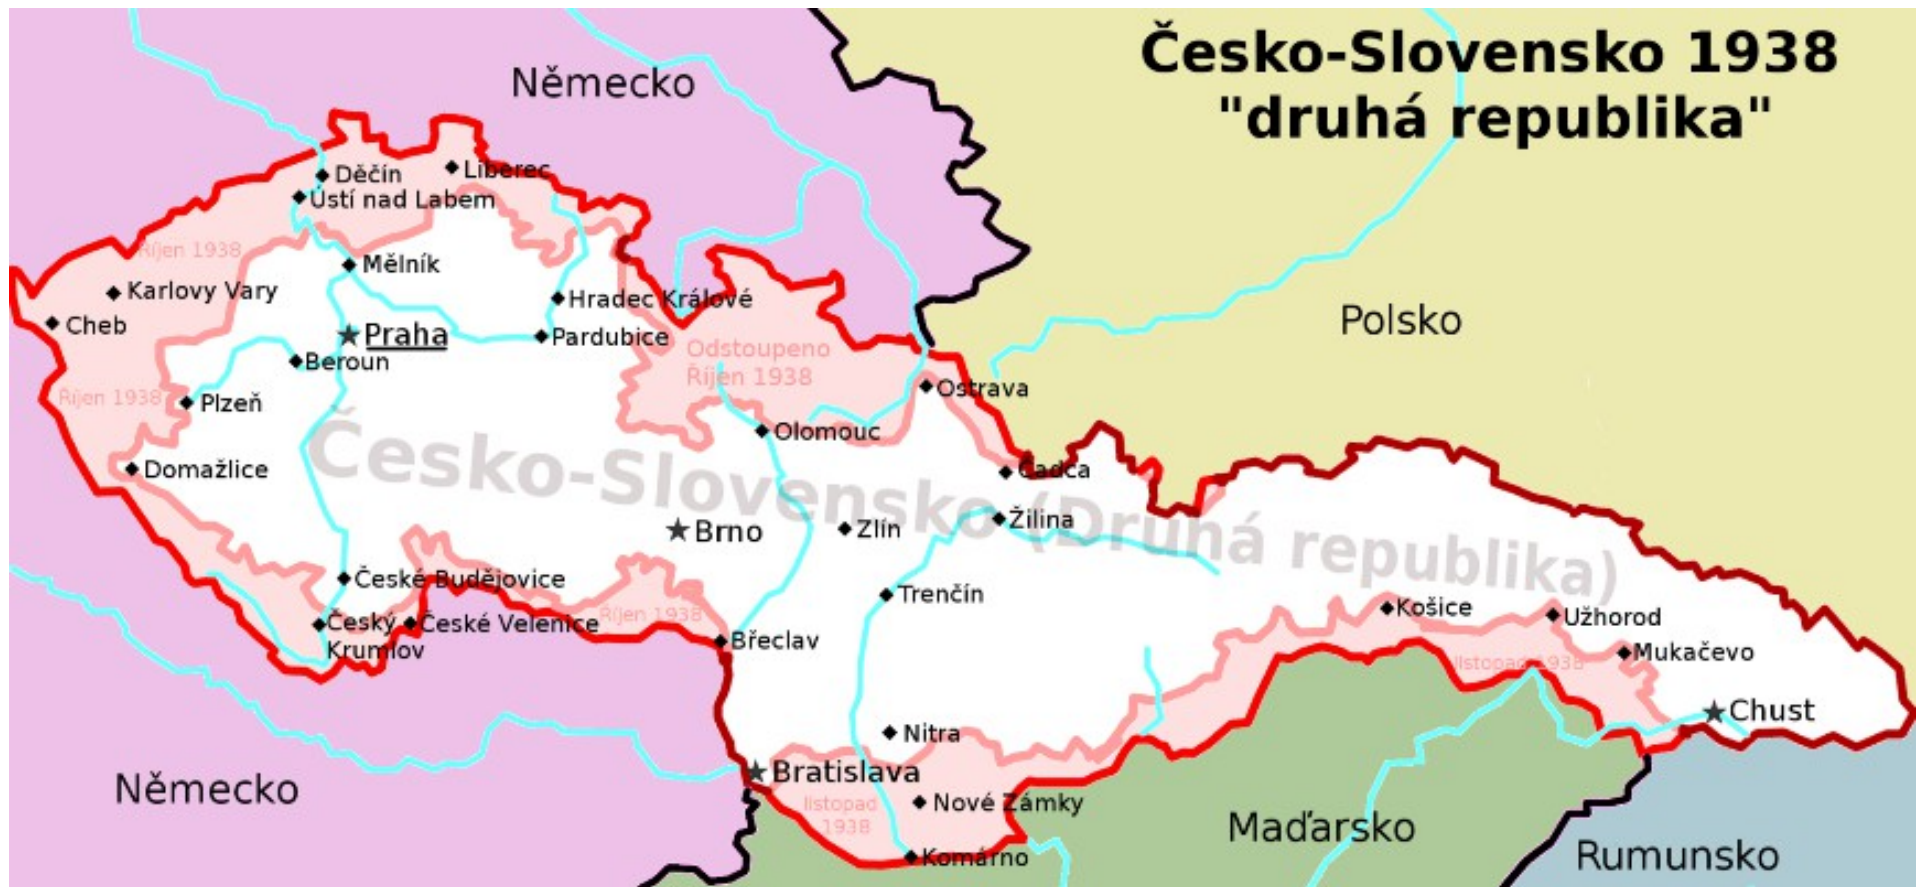 Česko-Slovensko 1938
"druhá republika"
Německo
Děčín
Liberec
Ústí nad Labem
Říjen 1938
Mělník
Karlovy Vary
Hradec Králové
Cheb
Praha
Pardubice
Polsko
Beroun
Odstoupeno
Říjen 1938
Ostrava
Říjen 1938
Plzeň
Olomouc
Domažlice
Čadca
Česko-Slovensko (Druhá republika)
Brno
Zlín
Žilina
České Budějovice
Trenčín
Říjen 1938
Košice
Užhorod
Český
Krumlov
České Velenice
Břeclav
Mukačevo
listopad 1938
Chust
Nitra
Bratislava
Německo
listopad
1938
Nové Zámky
Komárno
Maďarsko
Rumunsko